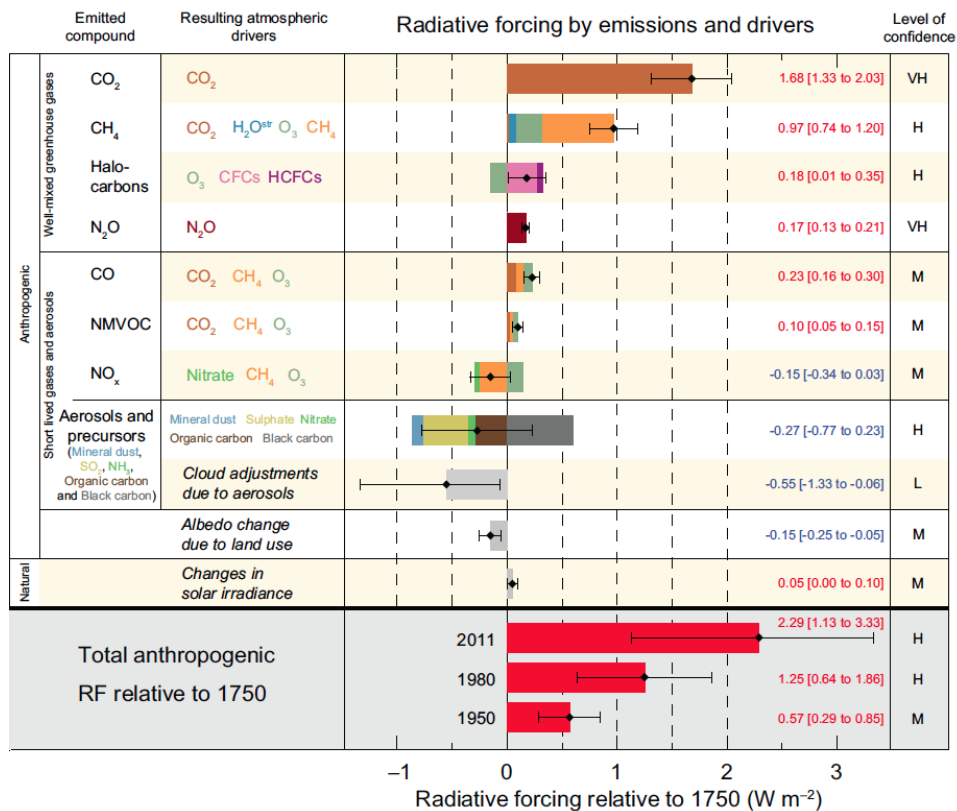 Emitted compound
Resulting atmospheric drivers
Radiative forcing by emissions and drivers
Level of confidence
Anthropogenic
Well-mixed greenhouse gases
CO₂
CO₂
1.68 [1.33 to 2.03]
VH
CH₄
CO₂ H₂Oˢᵗʳ O₃ CH₄
0.97 [0.74 to 1.20]
H
Halo-
carbons
O₃ CFCs HCFCs
0.18 [0.01 to 0.35]
H
N₂O
N₂O
0.17 [0.13 to 0.21]
VH
Short lived gases and aerosols
CO
CO₂ CH₄ O₃
0.23 [0.16 to 0.30]
M
NMVOC
CO₂ CH₄ O₃
0.10 [0.05 to 0.15]
M
NOₓ
Nitrate CH₄ O₃
-0.15 [-0.34 to 0.03]
M
Aerosols and
precursors
(Mineral dust,
SO₂, NH₃,
Organic carbon
and Black carbon)
Mineral dust Sulphate Nitrate
Organic carbon Black carbon
-0.27 [-0.77 to 0.23]
H
Cloud adjustments
due to aerosols
-0.55 [-1.33 to -0.06]
L
Albedo change
due to land use
-0.15 [-0.25 to -0.05]
M
Natural
Changes in
solar irradiance
0.05 [0.00 to 0.10]
M
Total anthropogenic
RF relative to 1750
2011
2.29 [1.13 to 3.33]
H
1980
1.25 [0.64 to 1.86]
H
1950
0.57 [0.29 to 0.85]
M
−1 0 1 2 3
Radiative forcing relative to 1750 (W m⁻²)